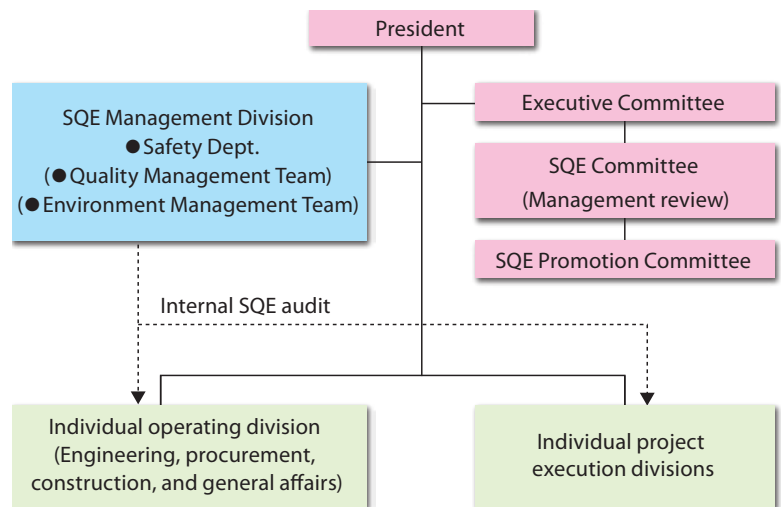 President
SQE Management Division
●Safety Dept.
(●Quality Management Team)
(●Environment Management Team)
Executive Committee
SQE Committee
(Management review)
SQE Promotion Committee
Internal SQE audit
Individual operating division
(Engineering, procurement,
construction, and general affairs)
Individual project
execution divisions